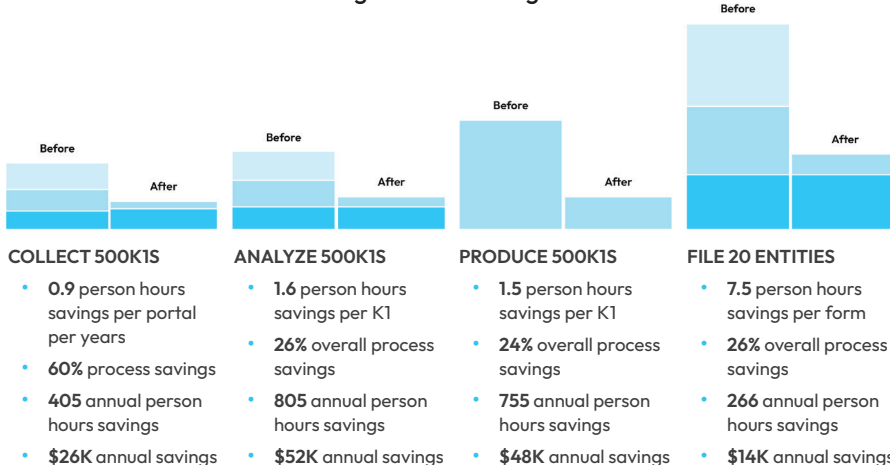 Before
After
Before
After
Before
After
Before
After
COLLECT 500K1S
• 0.9 person hours
savings per portal
per years
• 60% process savings
• 405 annual person
hours savings
• $26K annual savings
ANALYZE 500K1S
• 1.6 person hours
savings per K1
• 26% overall process
savings
• 805 annual person
hours savings
• $52K annual savings
PRODUCE 500K1S
• 1.5 person hours
savings per K1
• 24% overall process
savings
• 755 annual person
hours savings
• $48K annual savings
FILE 20 ENTITIES
• 7.5 person hours
savings per form
• 26% overall process
savings
• 266 annual person
hours savings
• $14K annual savings